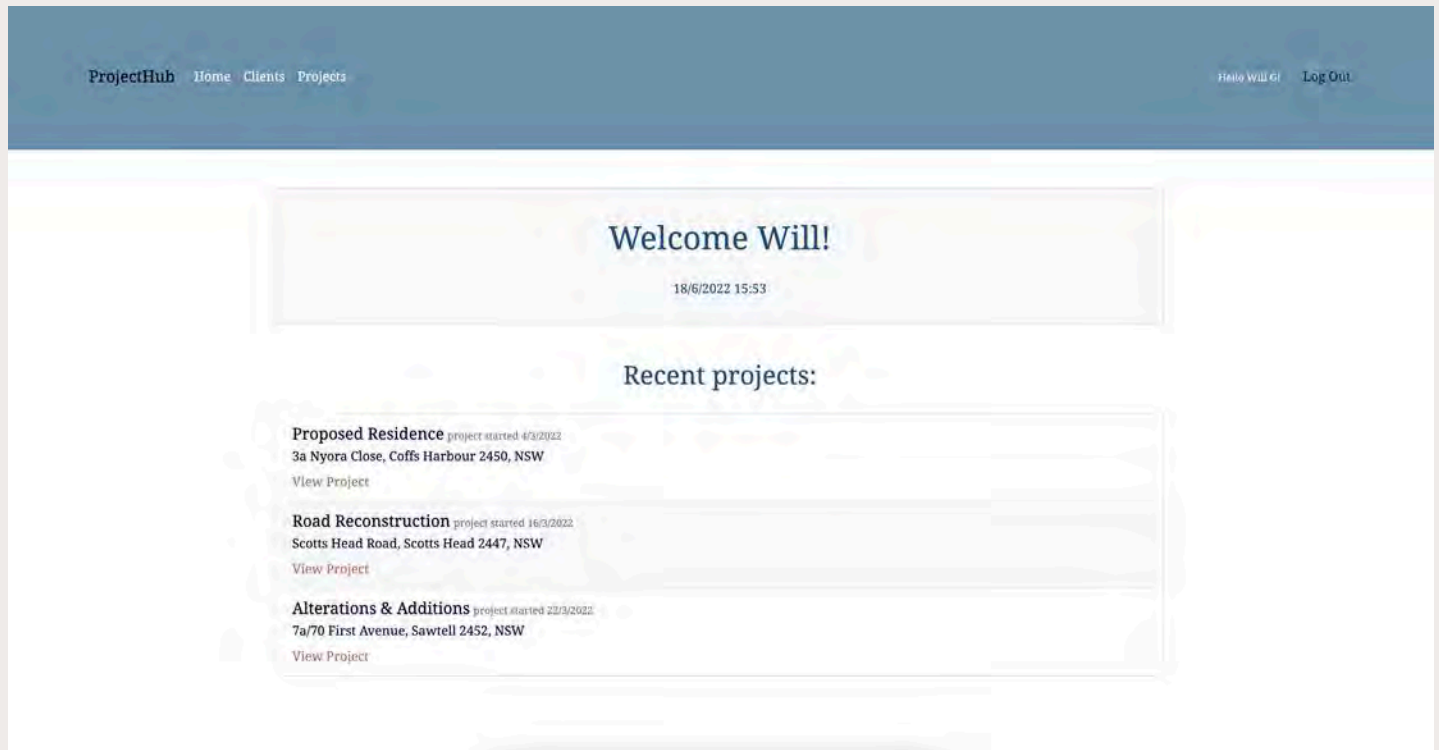 ProjectHub Home Clients Projects Hello Will G! Log Out
Welcome Will!
18/6/2022 15:53
Recent projects:
Proposed Residence project started 4/3/2022
3a Nyora Close, Coffs Harbour 2450, NSW
View Project
Road Reconstruction project started 16/3/2022
Scotts Head Road, Scotts Head 2447, NSW
View Project
Alterations & Additions project started 22/3/2022
7a/70 First Avenue, Sawtell 2452, NSW
View Project